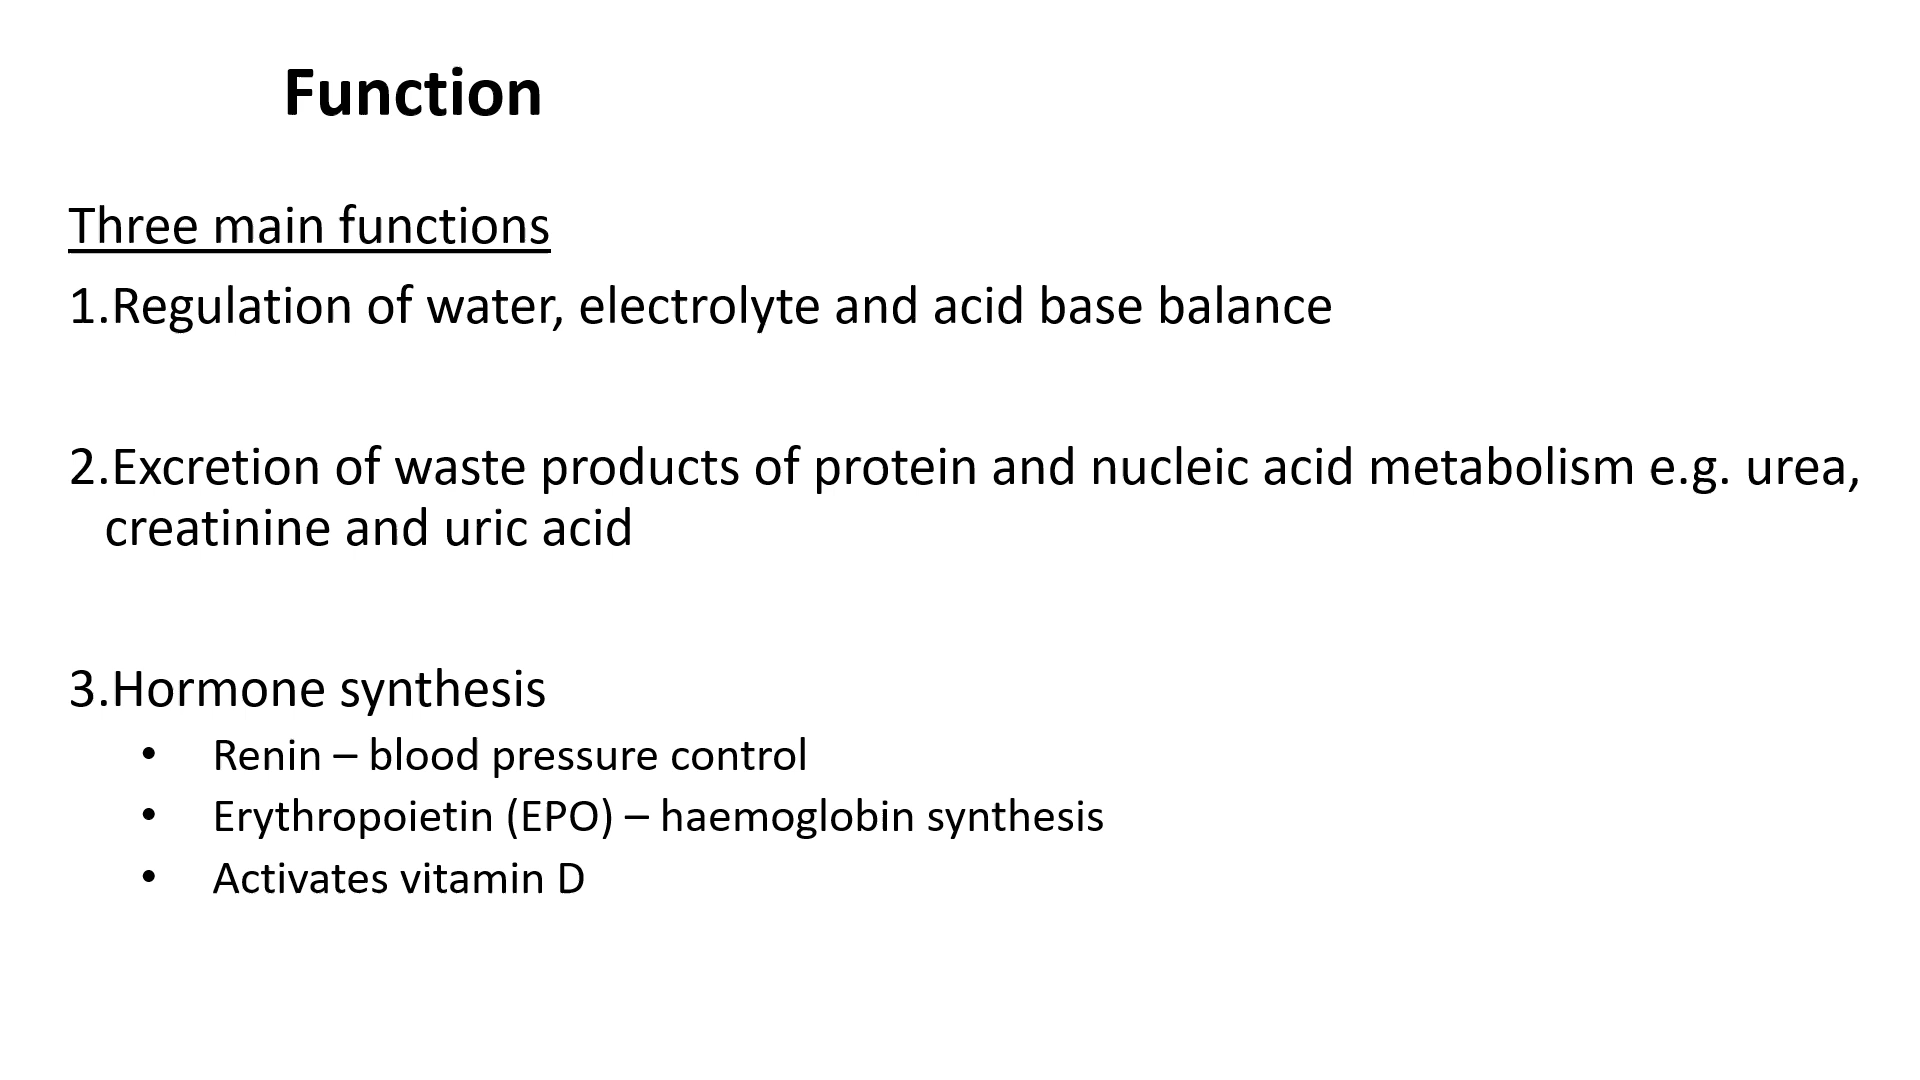 Function
Three main functions
1.Regulation of water, electrolyte and acid base balance
2.Excretion of waste products of protein and nucleic acid metabolism e.g. urea,
creatinine and uric acid
3.Hormone synthesis
• Renin – blood pressure control
• Erythropoietin (EPO) – haemoglobin synthesis
• Activates vitamin D